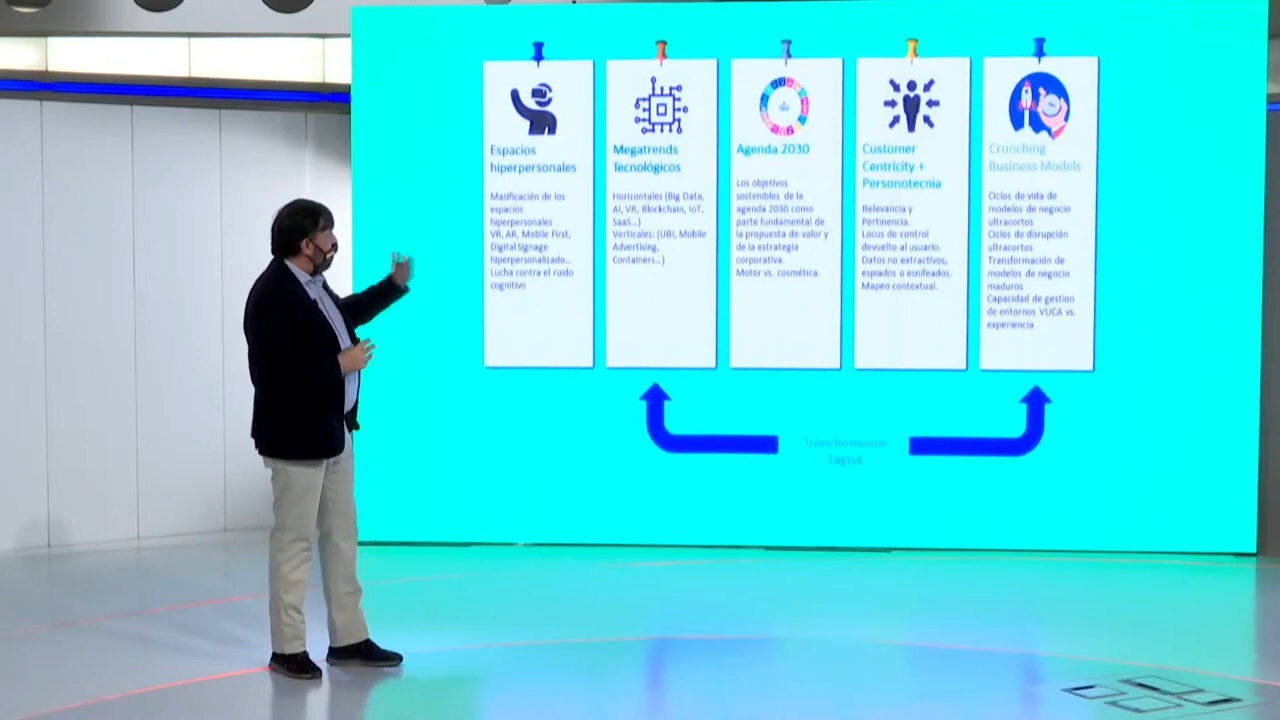 Espacios
hiperpersonales
Masificación de los
espacios
hiperpersonales
VR, AR, Mobile First,
Digital Signage
hiperpersonalizado...
Lucha contra el ruido
cognitivo
Megatrends
Tecnológicos
Horizontales (Big Data,
AI, VR, Blockchain, IoT,
SaaS...)
Verticales: (UBI, Mobile
Advertising,
Containers...)
Agenda 2030
Los objetivos
sostenibles de la
agenda 2030 como
parte fundamental de
la propuesta de valor y
de la estrategia
corporativa.
Motor vs. cosmética.
Customer
Centricity +
Personotecnia
Relevancia y
Pertinencia.
Locus de control
devuelto al usuario.
Datos no extractivos,
espiados o esnifeados.
Mapeo contextual.
Crunching
Business Models
Ciclos de vida de
modelos de negocio
ultracortos
Ciclos de disrupción
ultracortos
Transformación de
modelos de negocio
maduros
Capacidad de gestion
de entornos VUCA vs.
experiencia
Digital